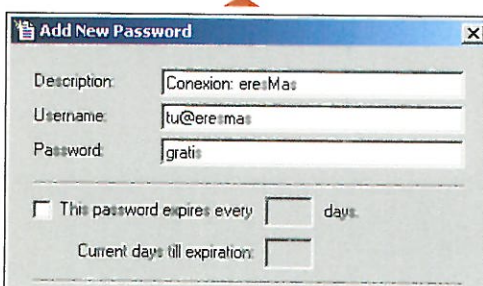 Add New Password
Description: Conexion: eresMas
Username: tu@eresmas
Password: gratis
This password expires every days.
Current days till expiration: